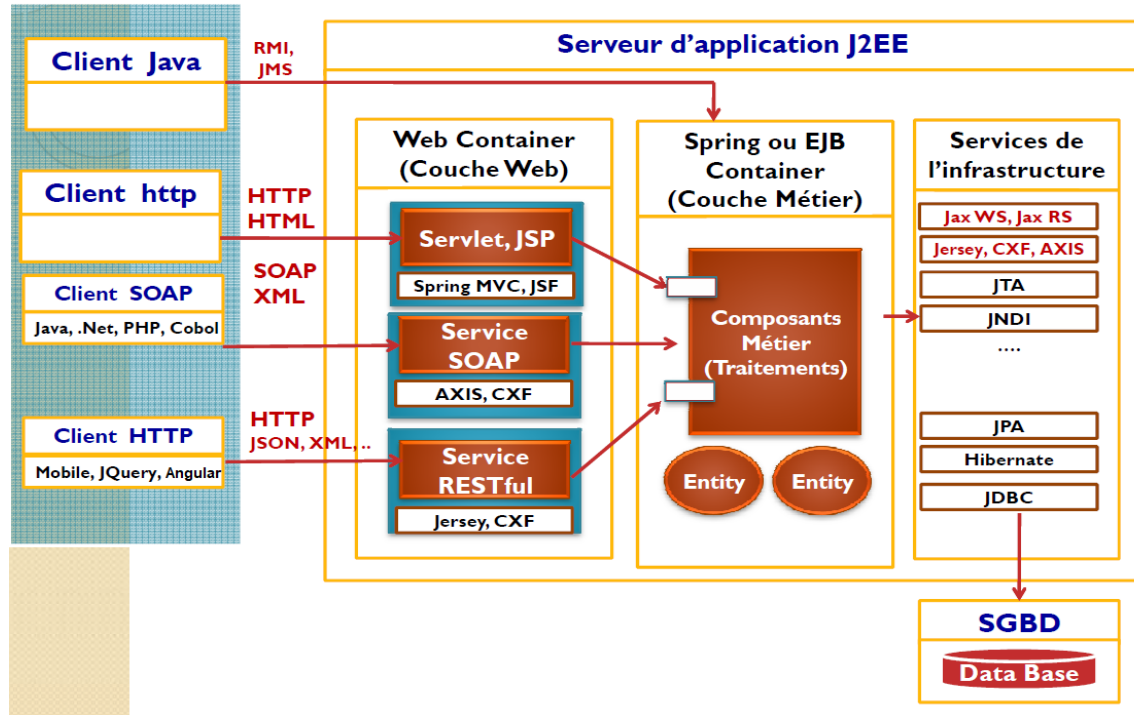 Client Java
RMI,
JMS
Serveur d'application J2EE
Client http
HTTP
HTML
Client SOAP
Java, .Net, PHP, Cobol
SOAP
XML
Client HTTP
Mobile, JQuery, Angular
HTTP
JSON, XML, ..
Web Container
(Couche Web)
Servlet, JSP
Spring MVC, JSF
Service
SOAP
AXIS, CXF
Service
RESTful
Jersey, CXF
Spring ou EJB
Container
(Couche Métier)
Composants
Métier
(Traitements)
Entity
Entity
Services de
l'infrastructure
Jax WS, Jax RS
Jersey, CXF, AXIS
JTA
JNDI
....
JPA
Hibernate
JDBC
SGBD
Data Base